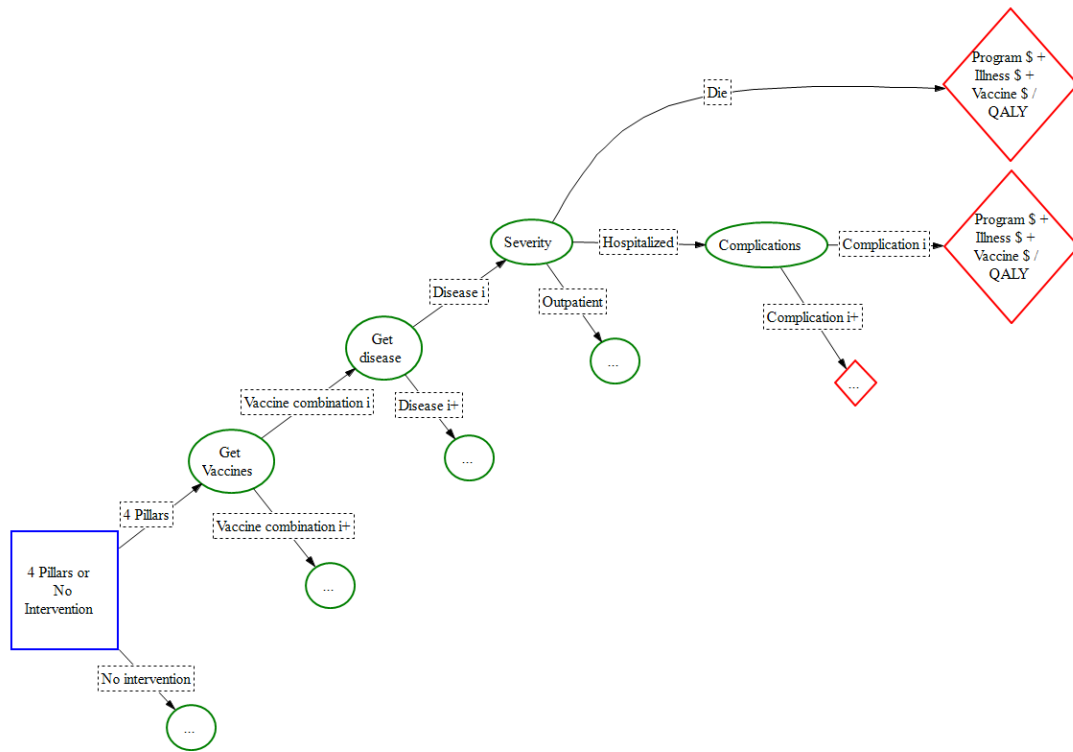 Program $ +
Illness $ +
Vaccine $ /
QALY
Die
Program $ +
Illness $ +
Vaccine $ /
QALY
Severity
Hospitalized
Complications
Complication i
Disease i
Outpatient
Complication i+
Get
disease
...
...
Vaccine combination i
Disease i+
Get
Vaccines
...
4 Pillars
Vaccine combination i+
4 Pillars or
No
Intervention
...
No intervention
...